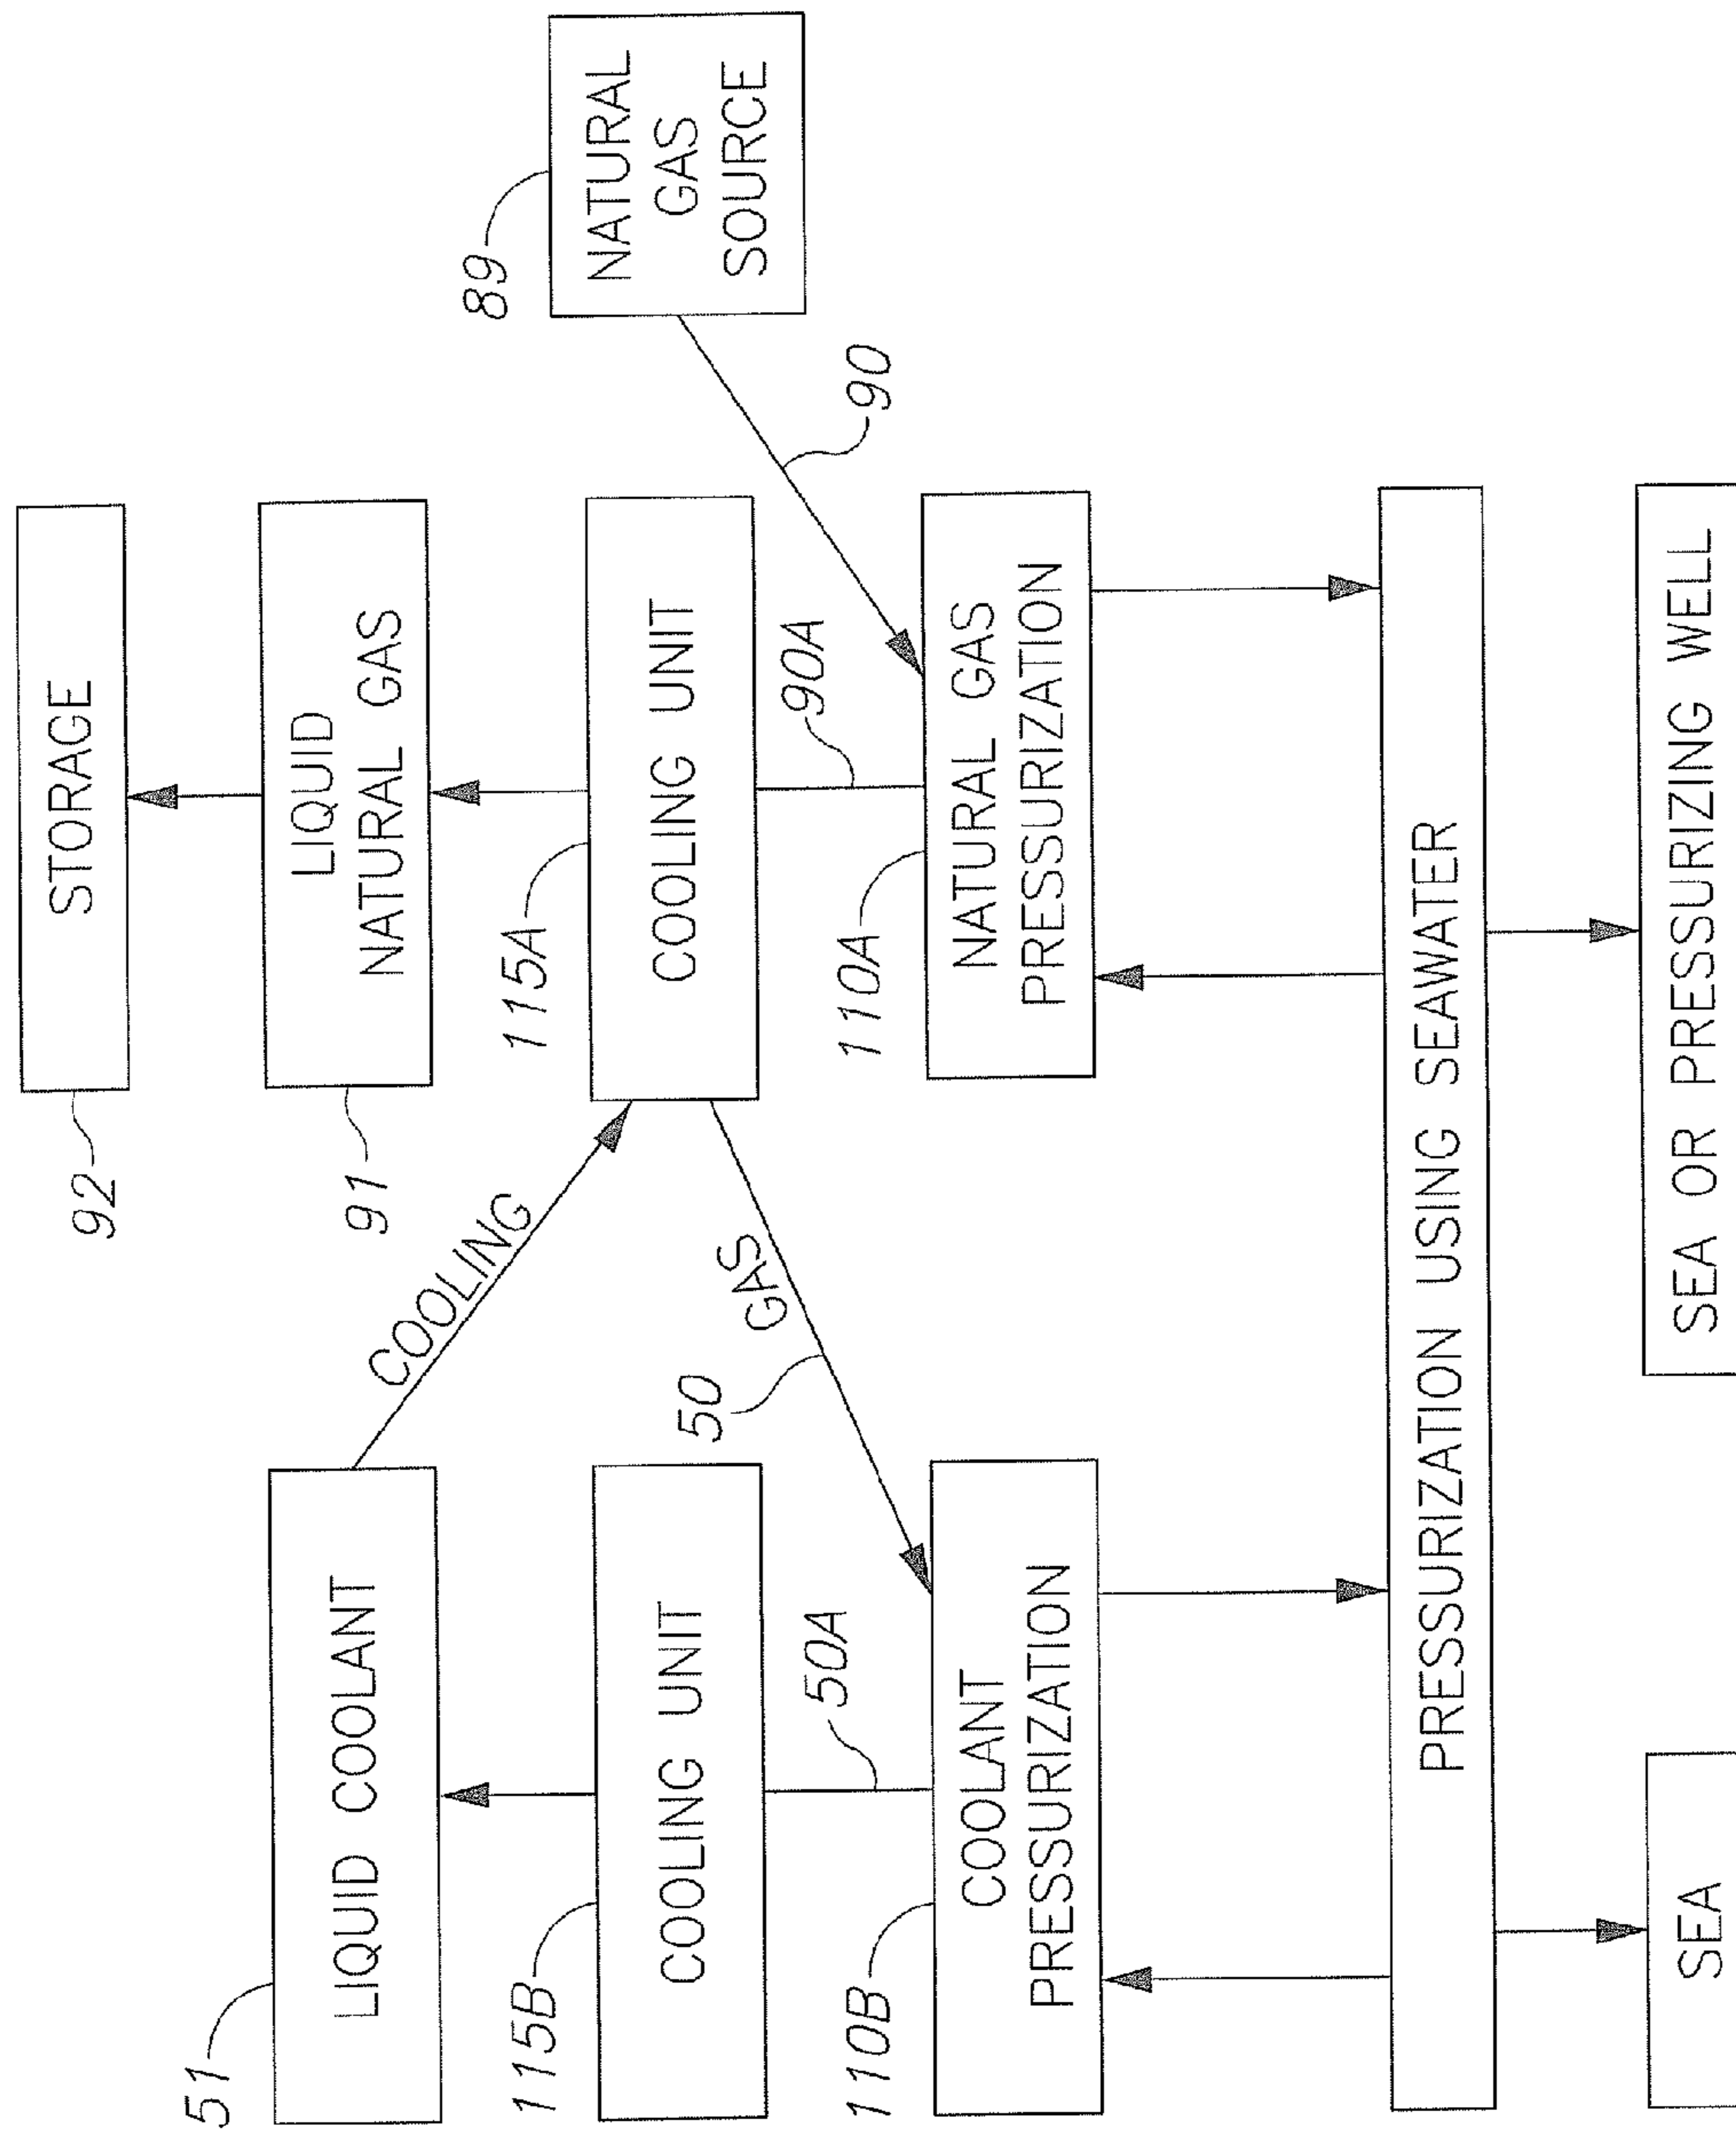 92
STORAGE
91
LIQUID
NATURAL GAS
115A
COOLING UNIT
90A
110A
NATURAL GAS
PRESSURIZATION
89
NATURAL
GAS
SOURCE
90
COOLING
GAS
50
51
LIQUID COOLANT
115B
COOLING UNIT
50A
110B
COOLANT
PRESSURIZATION
PRESSURIZATION USING SEAWATER
SEA
SEA OR PRESSURIZING WELL